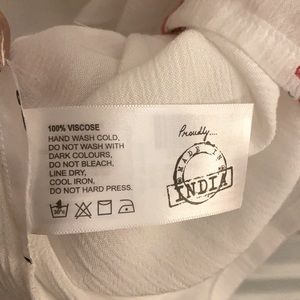 100% VISCOSE
HAND WASH COLD,
DO NOT WASH WITH
DARK COLOURS,
DO NOT BLEACH,
LINE DRY,
COOL IRON,
DO NOT HARD PRESS.
Proudly....
MADE IN
INDIA